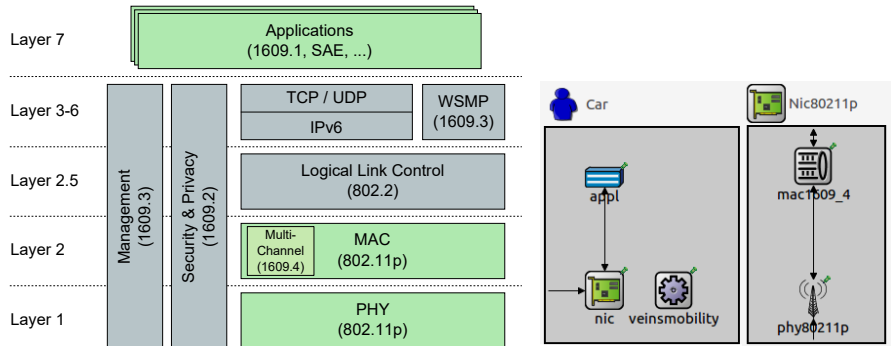 Layer 7
Applications
(1609.1, SAE, ...)
Layer 3-6
TCP / UDP
IPv6
WSMP
(1609.3)
Layer 2.5
Logical Link Control
(802.2)
Management
(1609.3)
Security & Privacy
(1609.2)
Layer 2
Multi-
Channel
(1609.4)
MAC
(802.11p)
Layer 1
PHY
(802.11p)
Car
appl
nic
veinsmobility
Nic80211p
mac1609_4
phy80211p